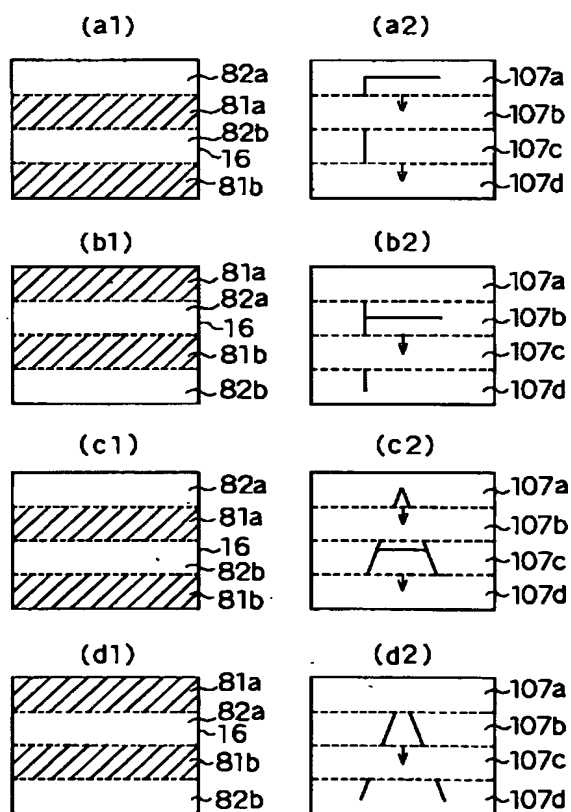 (a1) (a2)
82a 107a
81a 107b
82b
16 107c
81b 107d
(b1) (b2)
81a 107a
82a 107b
16
81b 107c
82b 107d
(c1) (c2)
82a 107a
81a 107b
16
82b 107c
81b 107d
(d1) (d2)
81a 107a
82a
16 107b
81b 107c
82b 107d